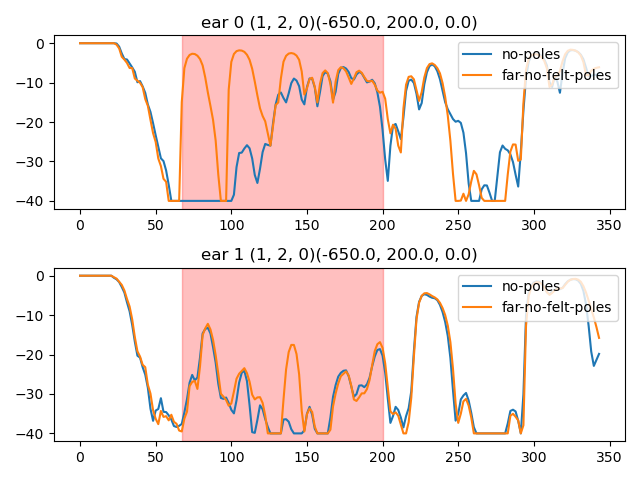 ear 0 (1, 2, 0)(-650.0, 200.0, 0.0)
0
−10
−20
−30
−40
no-poles
far-no-felt-poles
0 50 100 150 200 250 300 350
ear 1 (1, 2, 0)(-650.0, 200.0, 0.0)
0
−10
−20
−30
−40
no-poles
far-no-felt-poles
0 50 100 150 200 250 300 350